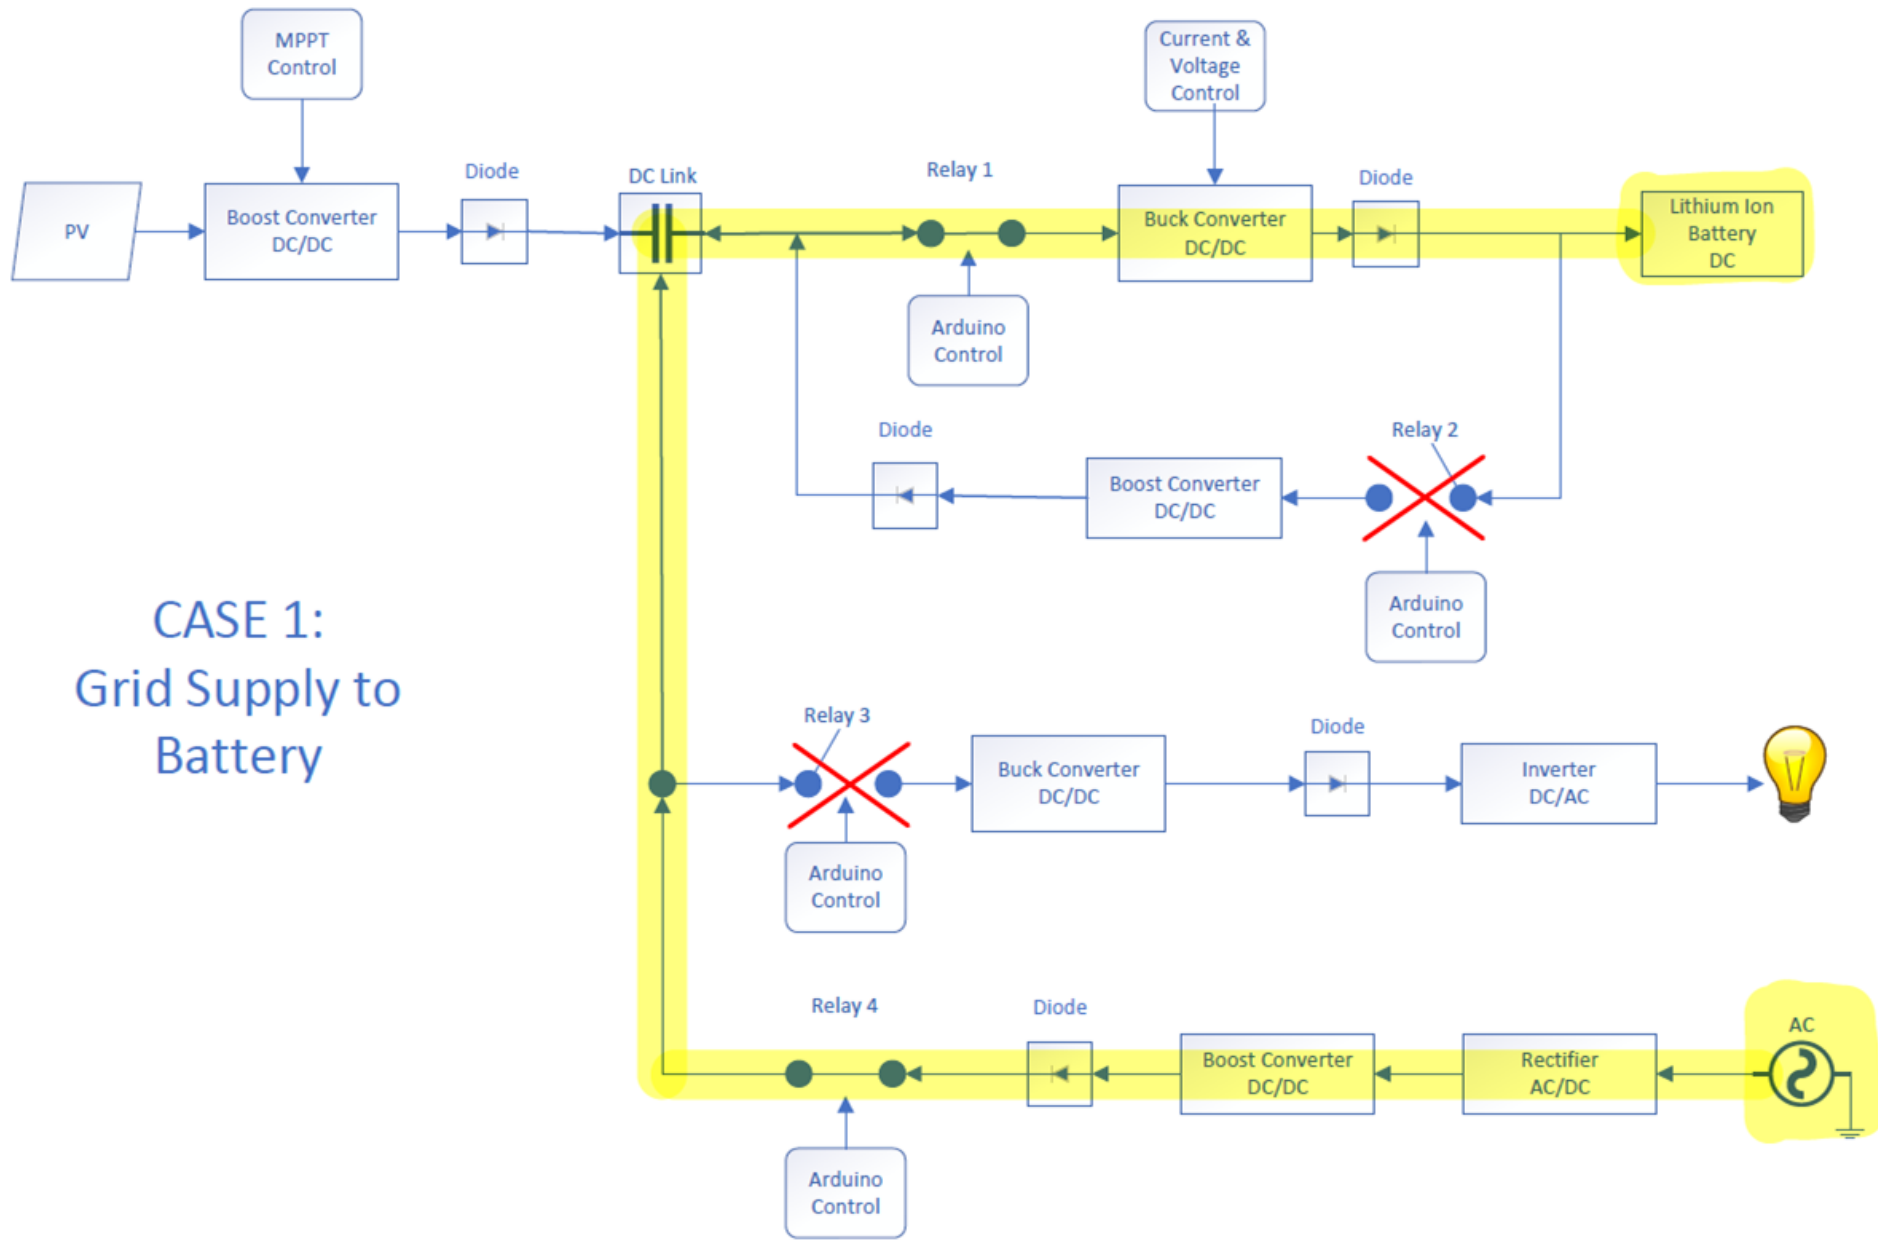 MPPT
Control
Current &
Voltage
Control
PV
Boost Converter
DC/DC
Diode
DC Link
Relay 1
Buck Converter
DC/DC
Diode
Lithium Ion
Battery
DC
Arduino
Control
Diode
Boost Converter
DC/DC
Relay 2
Arduino
Control
CASE 1:
Grid Supply to
Battery
Relay 3
Buck Converter
DC/DC
Diode
Inverter
DC/AC
Arduino
Control
Relay 4
Diode
Boost Converter
DC/DC
Rectifier
AC/DC
AC
Arduino
Control